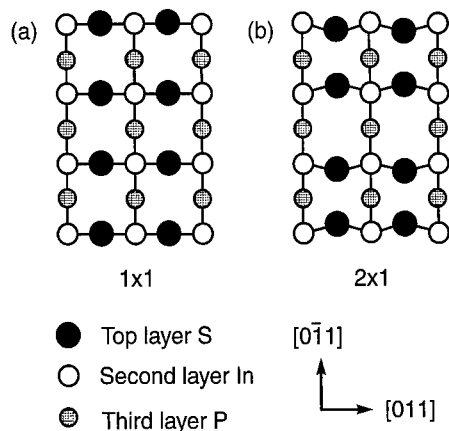 (a)
(b)
1x1
2x1
Top layer S
Second layer In
Third layer P
[01̄1]
[011]